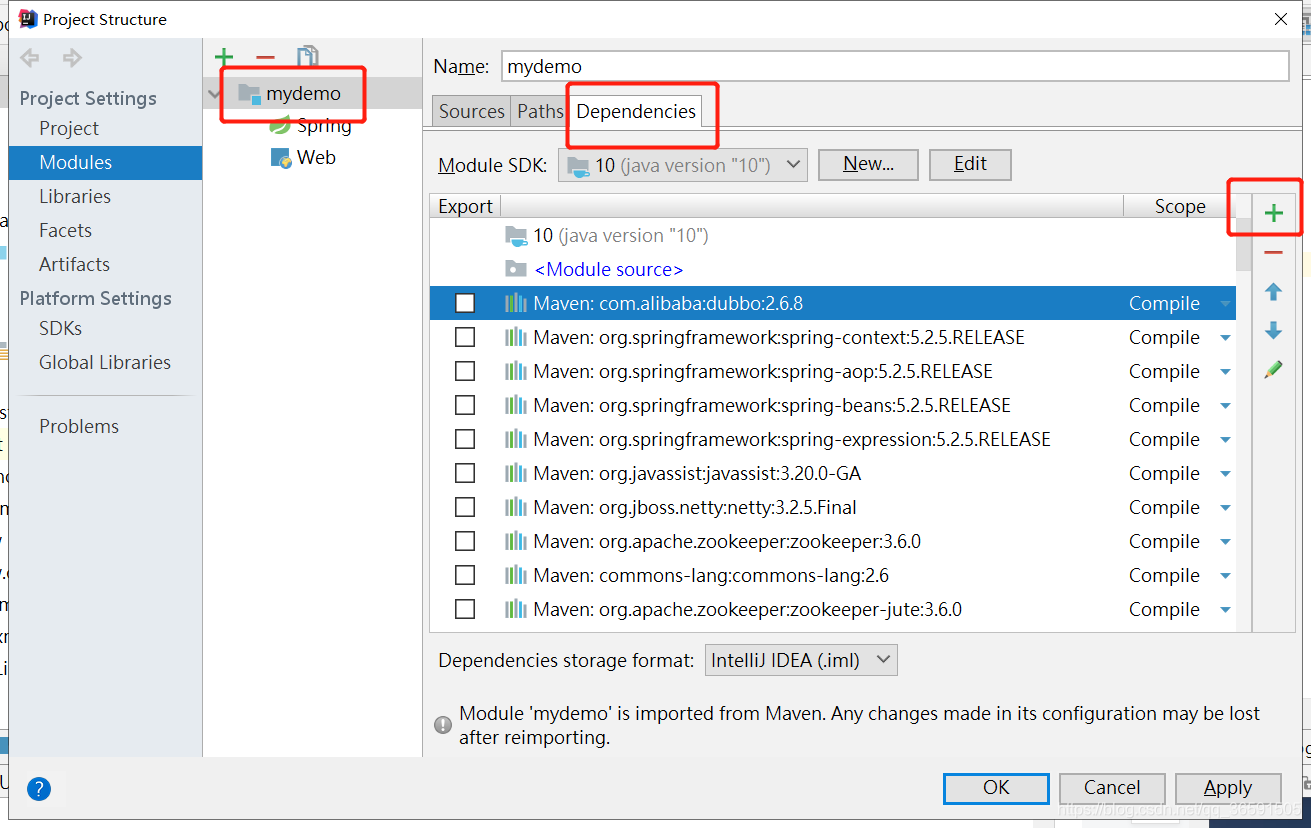 Project Structure
Project Settings
Project
Modules
Libraries
Facets
Artifacts
Platform Settings
SDKs
Global Libraries
Problems
mydemo
Spring
Web
Name: mydemo
Sources Paths Dependencies
Module SDK: 10 (java version "10") New... Edit
Export Scope
10 (java version "10")
<Module source>
Maven: com.alibaba:dubbo:2.6.8 Compile
Maven: org.springframework:spring-context:5.2.5.RELEASE Compile
Maven: org.springframework:spring-aop:5.2.5.RELEASE Compile
Maven: org.springframework:spring-beans:5.2.5.RELEASE Compile
Maven: org.springframework:spring-expression:5.2.5.RELEASE Compile
Maven: org.javassist:javassist:3.20.0-GA Compile
Maven: org.jboss.netty:netty:3.2.5.Final Compile
Maven: org.apache.zookeeper:zookeeper:3.6.0 Compile
Maven: commons-lang:commons-lang:2.6 Compile
Maven: org.apache.zookeeper:zookeeper-jute:3.6.0 Compile
Dependencies storage format: IntelliJ IDEA (.iml)
Module 'mydemo' is imported from Maven. Any changes made in its configuration may be lost
after reimporting.
? OK Cancel Apply